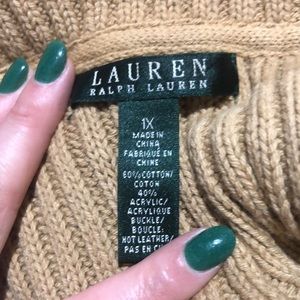 LAUREN
RALPH LAUREN
1X
MADE IN
CHINA
FABRIQUÉ EN
CHINE
60% COTTON/
COTON
40%
ACRYLIC/
ACRYLIQUE
BUCKLE/
BOUCLE:
NOT LEATHER/
PAS EN